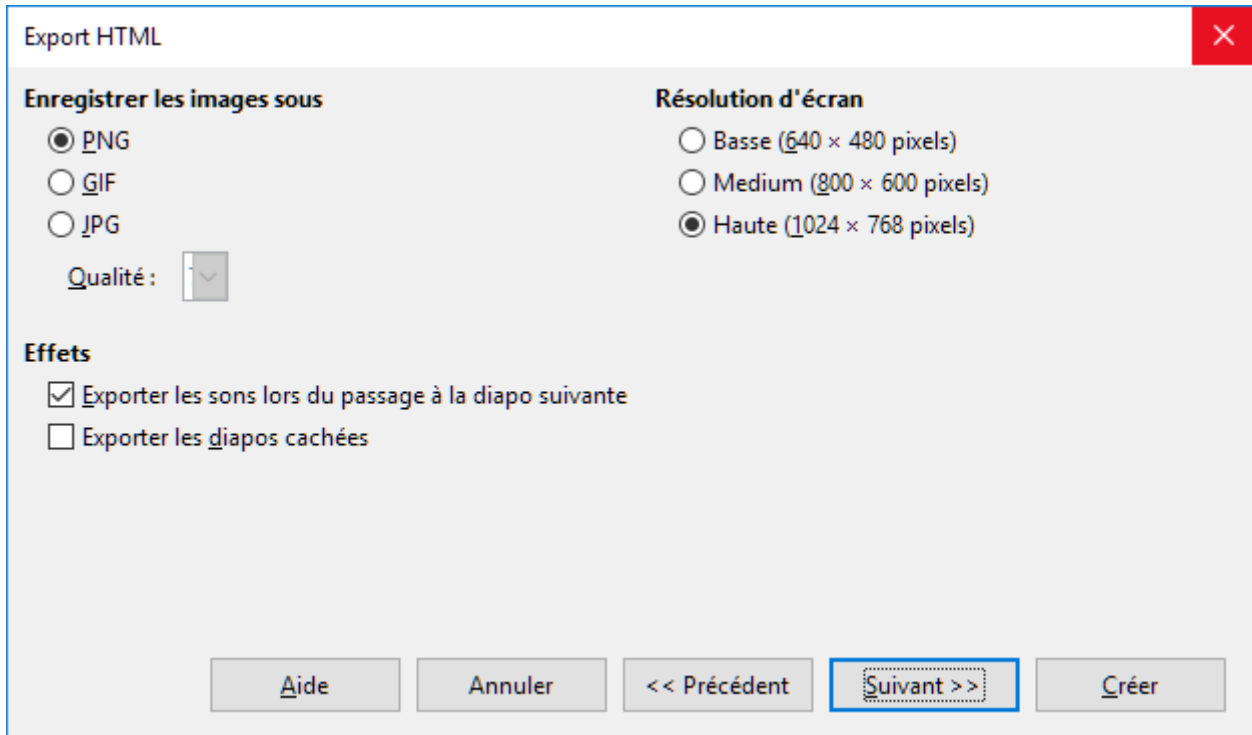 Export HTML
Enregistrer les images sous
PNG
GIF
JPG
Qualité :
Résolution d'écran
Basse (640 × 480 pixels)
Medium (800 × 600 pixels)
Haute (1024 × 768 pixels)
Effets
Exporter les sons lors du passage à la diapo suivante
Exporter les diapos cachées
Aide
Annuler
<< Précédent
Suivant >>
Créer